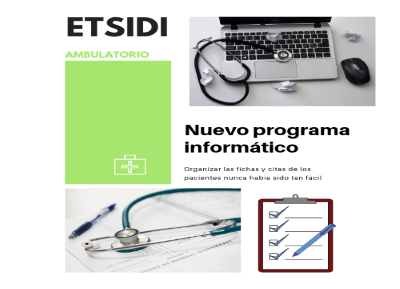 ETSIDI
AMBULATORIO
Nuevo programa
informático
Organizar las fichas y citas de los
pacientes nunca había sido tan fácil